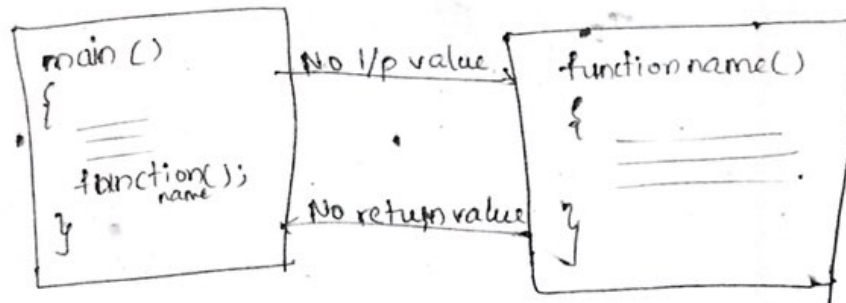 main ()
{
function();
name
}
No I/p value
No return value
function name()
{
}